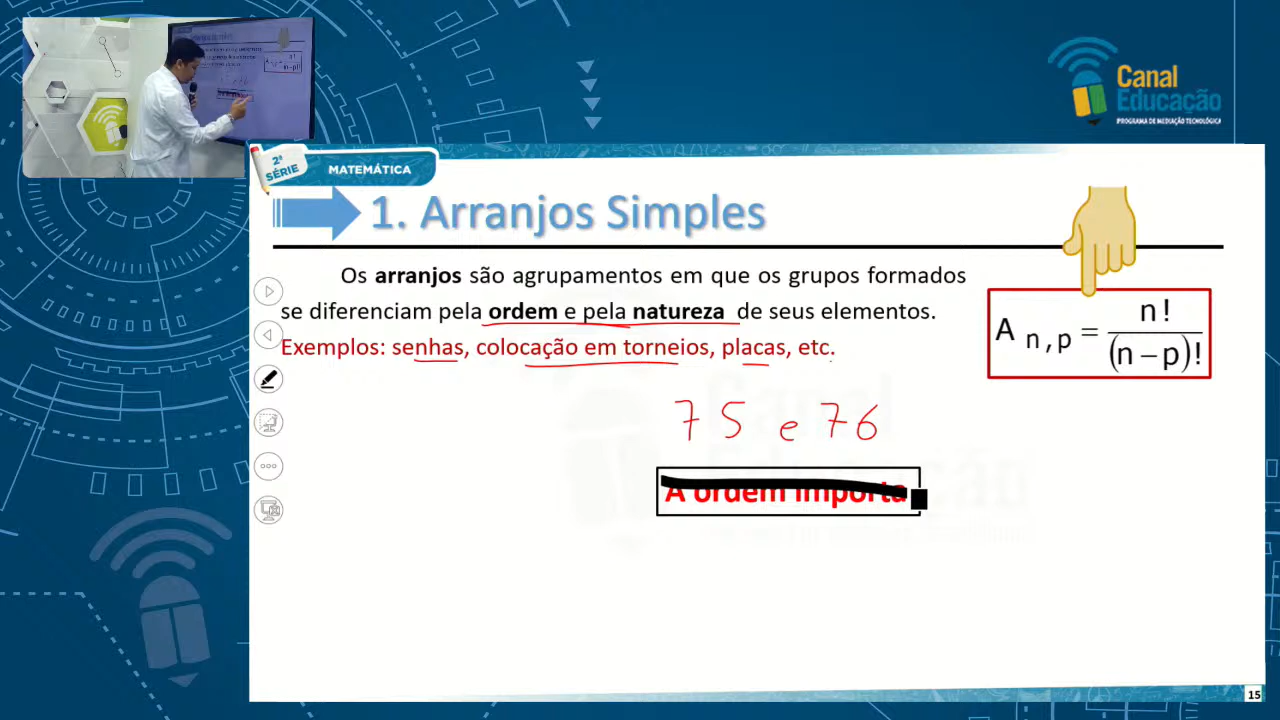 Canal
Educação
PROGRAMA DE MEDIAÇÃO TECNOLÓGICA
2ª
SÉRIE
MATEMÁTICA
1. Arranjos Simples
Os arranjos são agrupamentos em que os grupos formados
se diferenciam pela ordem e pela natureza de seus elementos.
Exemplos: senhas, colocação em torneios, placas, etc.
A n,p = n! / (n – p)!
75 e 76
A ordem importa
15